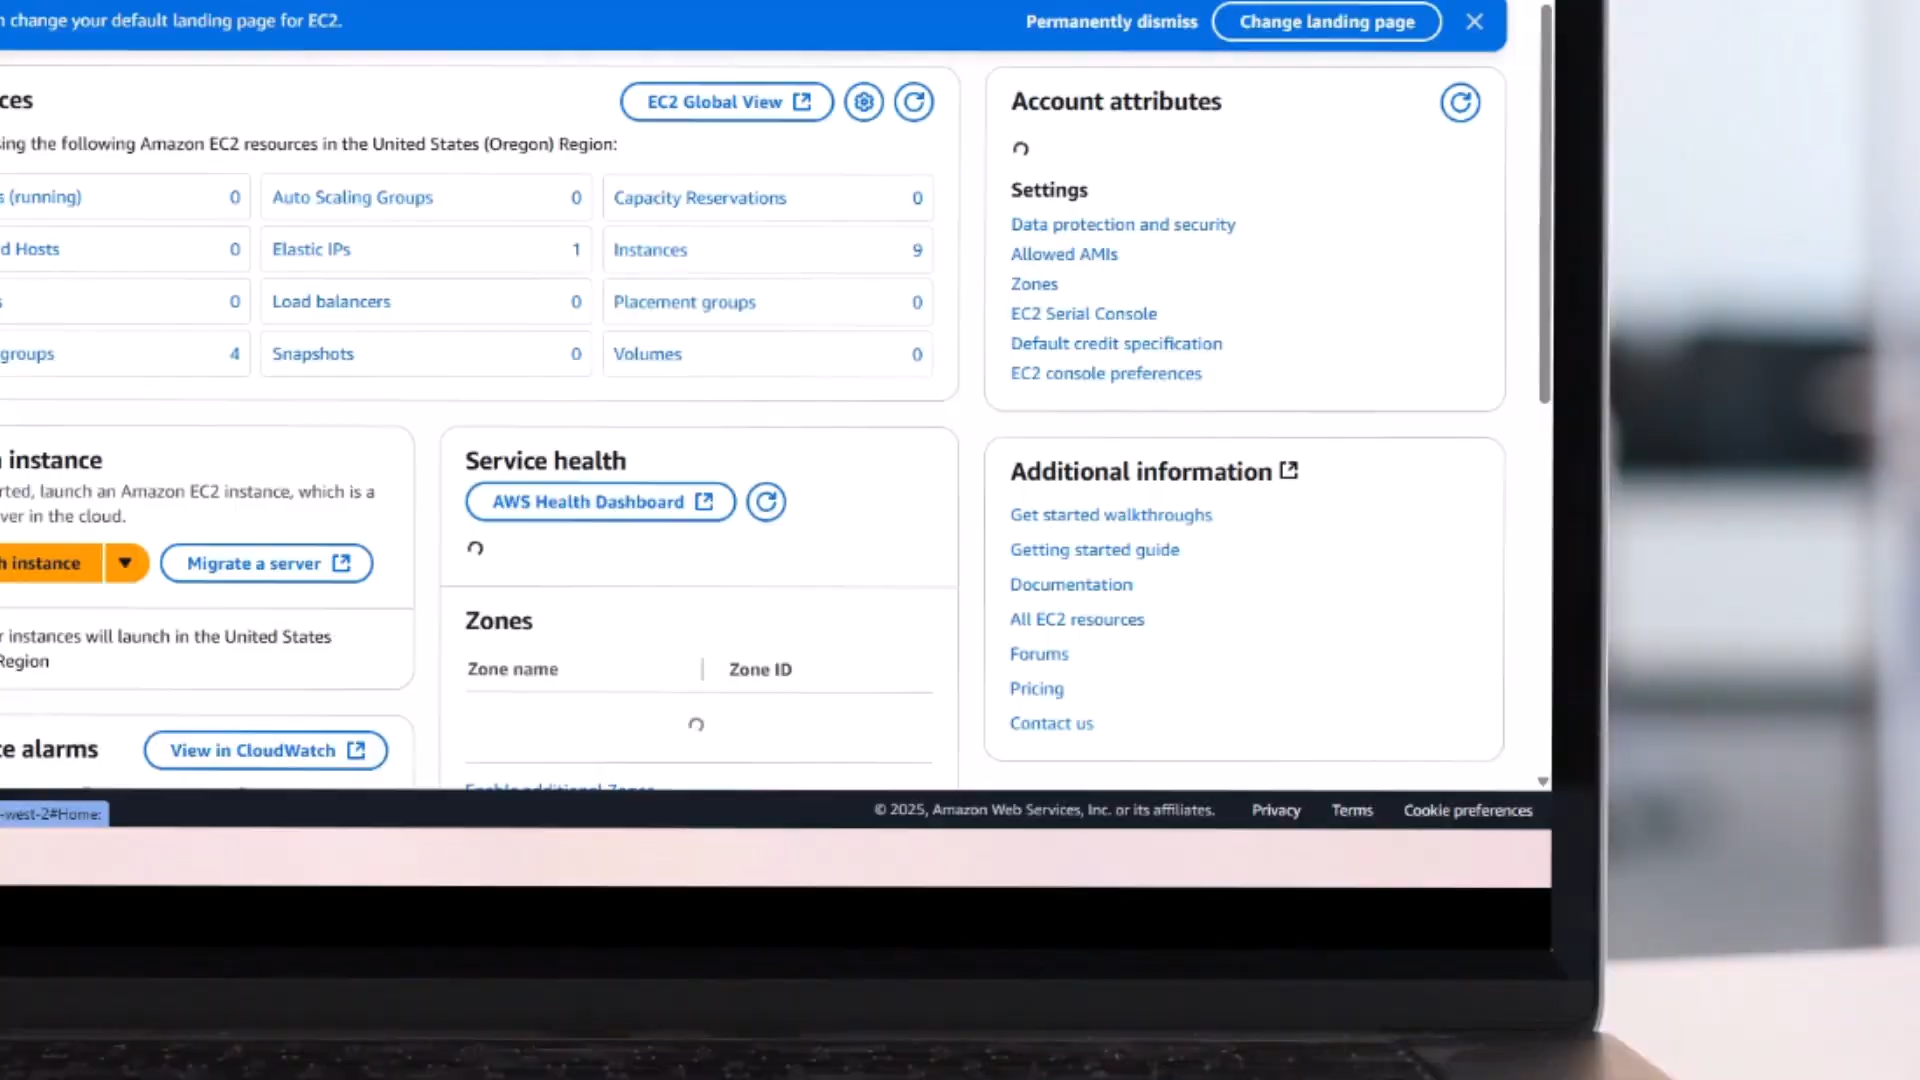 change your default landing page for EC2.
Permanently dismiss
Change landing page
ces
EC2 Global View
ing the following Amazon EC2 resources in the United States (Oregon) Region:
s (running) 0
Auto Scaling Groups 0
Capacity Reservations 0
d Hosts 0
Elastic IPs 1
Instances 9
s 0
Load balancers 0
Placement groups 0
groups 4
Snapshots 0
Volumes 0
Account attributes
Settings
Data protection and security
Allowed AMIs
Zones
EC2 Serial Console
Default credit specification
EC2 console preferences
instance
rted, launch an Amazon EC2 instance, which is a
ver in the cloud.
h instance
Migrate a server
r instances will launch in the United States
Region
Service health
AWS Health Dashboard
Zones
Zone name
Zone ID
Enable additional Zones
Additional information
Get started walkthroughs
Getting started guide
Documentation
All EC2 resources
Forums
Pricing
Contact us
e alarms
View in CloudWatch
-west-2#Home:
© 2025, Amazon Web Services, Inc. or its affiliates.
Privacy
Terms
Cookie preferences